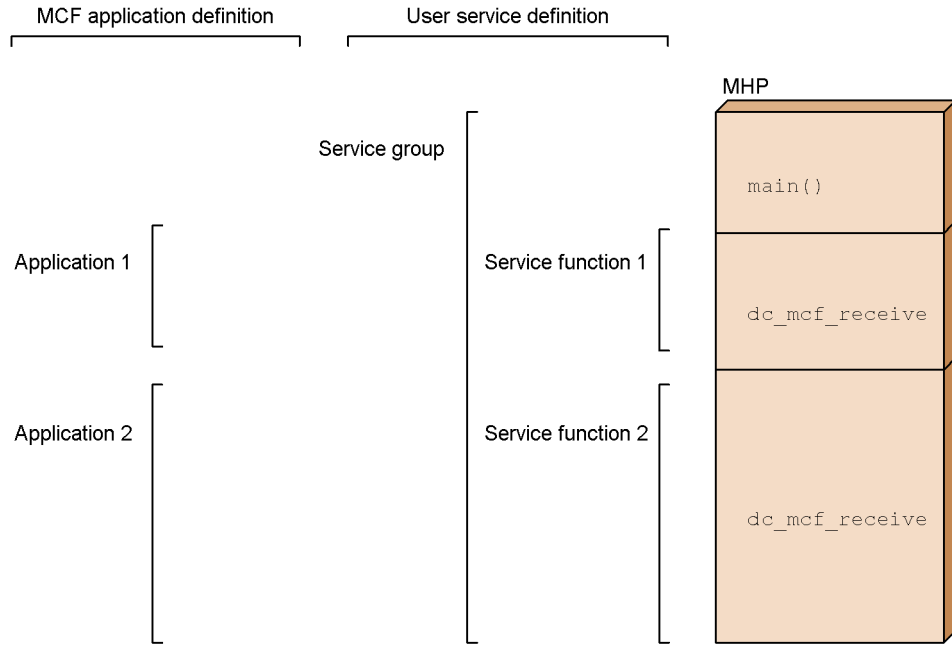 MCF application definition
User service definition
MHP
Service group
main()
Application 1
Service function 1
dc_mcf_receive
Application 2
Service function 2
dc_mcf_receive